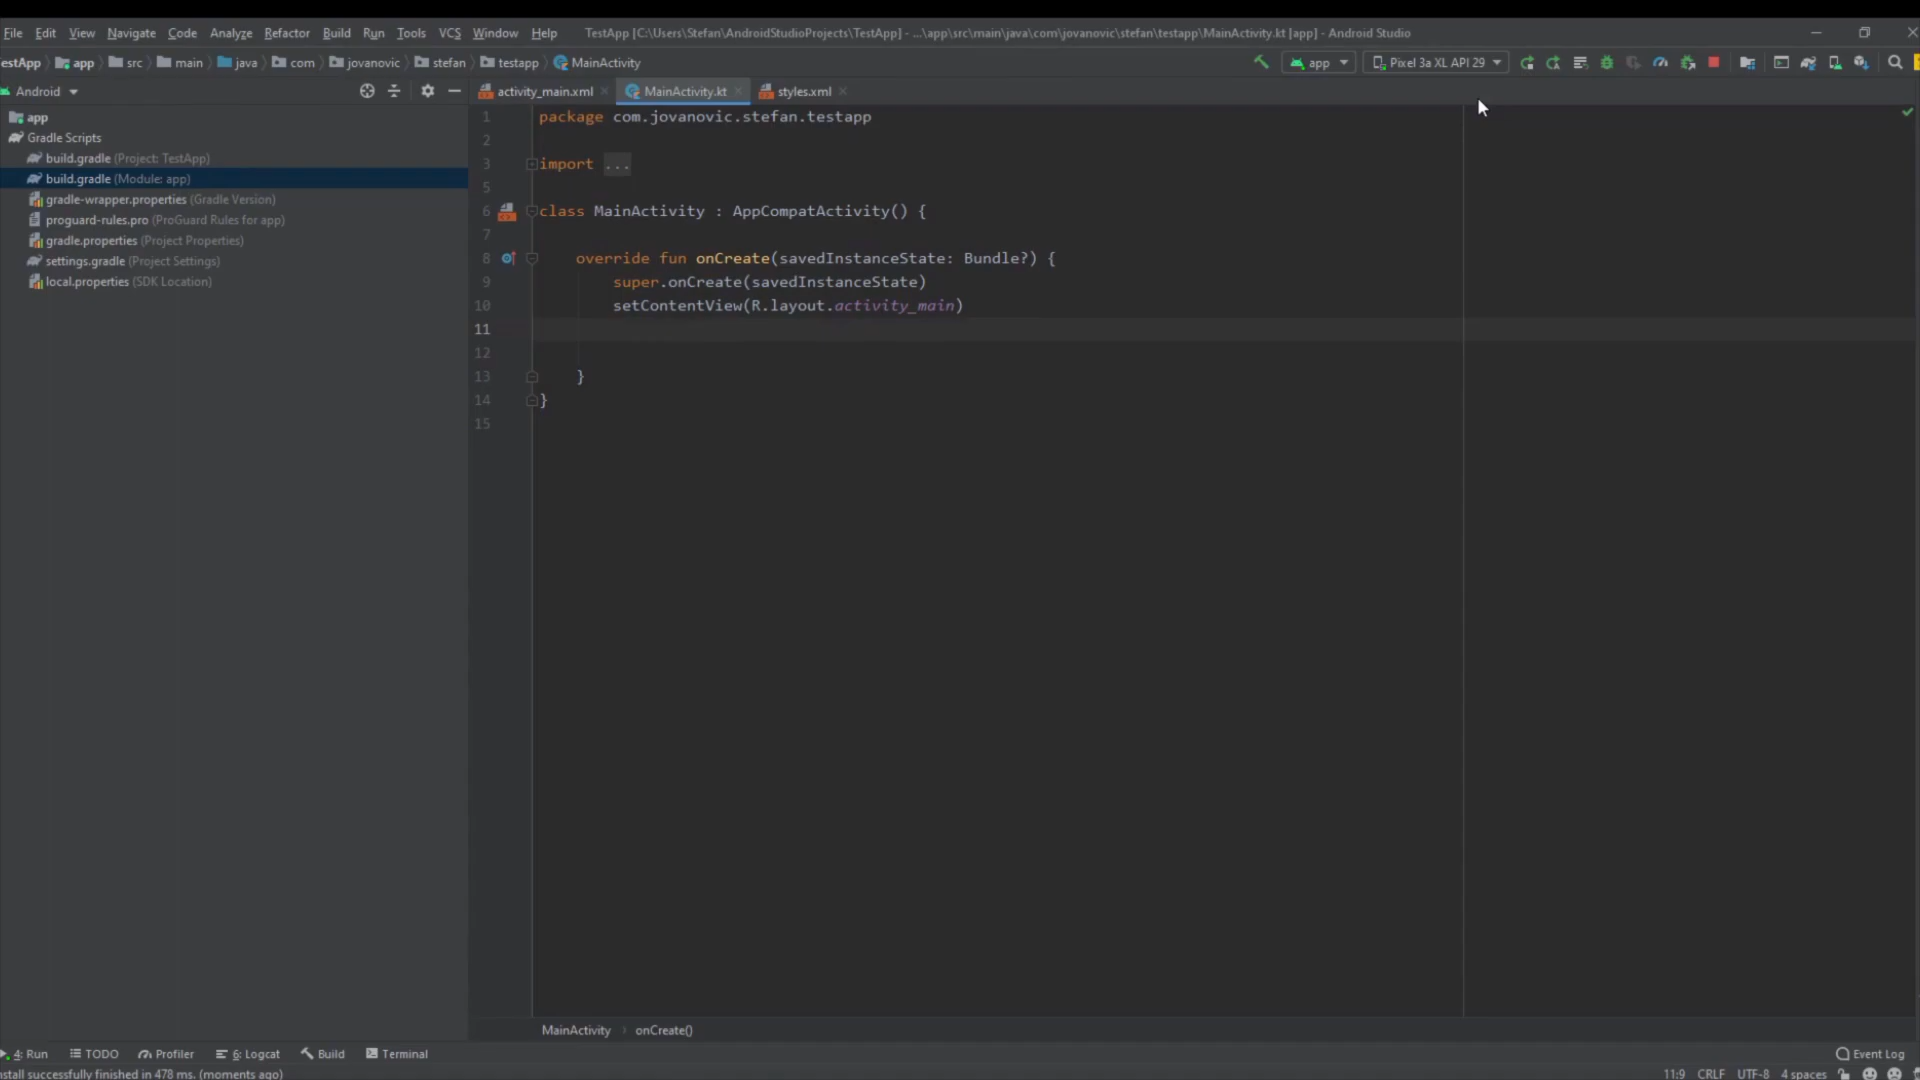 File Edit View Navigate Code Analyze Refactor Build Run Tools VCS Window Help TestApp [C:\Users\Stefan\AndroidStudioProjects\TestApp] - ...\app\src\main\java\com\jovanovic\stefan\testapp\MainActivity.kt [app] - Android Studio
estApp app src main java com jovanovic stefan testapp MainActivity app Pixel 3a XL API 29
Android activity_main.xml MainActivity.kt styles.xml
app
Gradle Scripts
build.gradle (Project: TestApp)
build.gradle (Module: app)
gradle-wrapper.properties (Gradle Version)
proguard-rules.pro (ProGuard Rules for app)
gradle.properties (Project Properties)
settings.gradle (Project Settings)
local.properties (SDK Location)
1 package com.jovanovic.stefan.testapp
2
3 import ...
5
6 class MainActivity : AppCompatActivity() {
7
8 override fun onCreate(savedInstanceState: Bundle?) {
9 super.onCreate(savedInstanceState)
10 setContentView(R.layout.activity_main)
11
12
13 }
14 }
15
MainActivity › onCreate()
4: Run TODO Profiler 6: Logcat Build Terminal Event Log
nstall successfully finished in 478 ms. (moments ago) 11:9 CRLF UTF-8 4 spaces